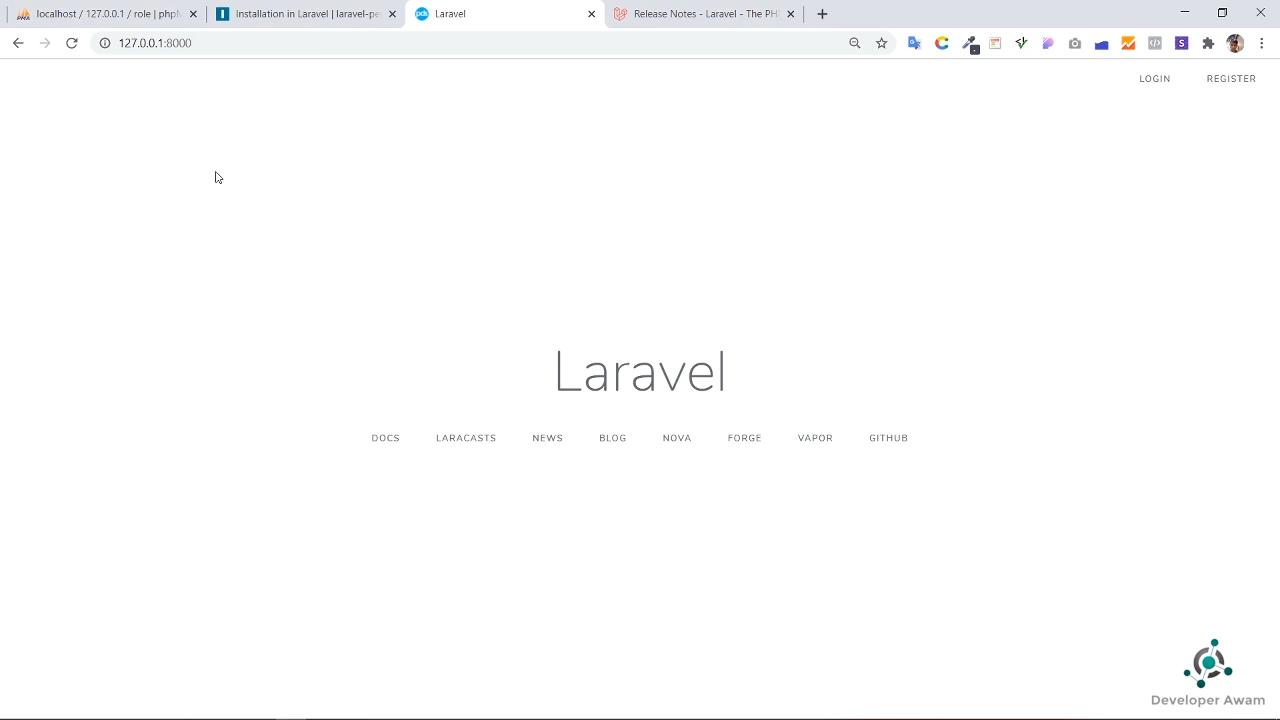 localhost / 127.0.0.1 / role | phpM
Installation in Laravel | laravel-pe
Laravel
Release Notes - Laravel - The PH
127.0.0.1:8000
LOGIN
REGISTER
Laravel
DOCS
LARACASTS
NEWS
BLOG
NOVA
FORGE
VAPOR
GITHUB
Developer Awam